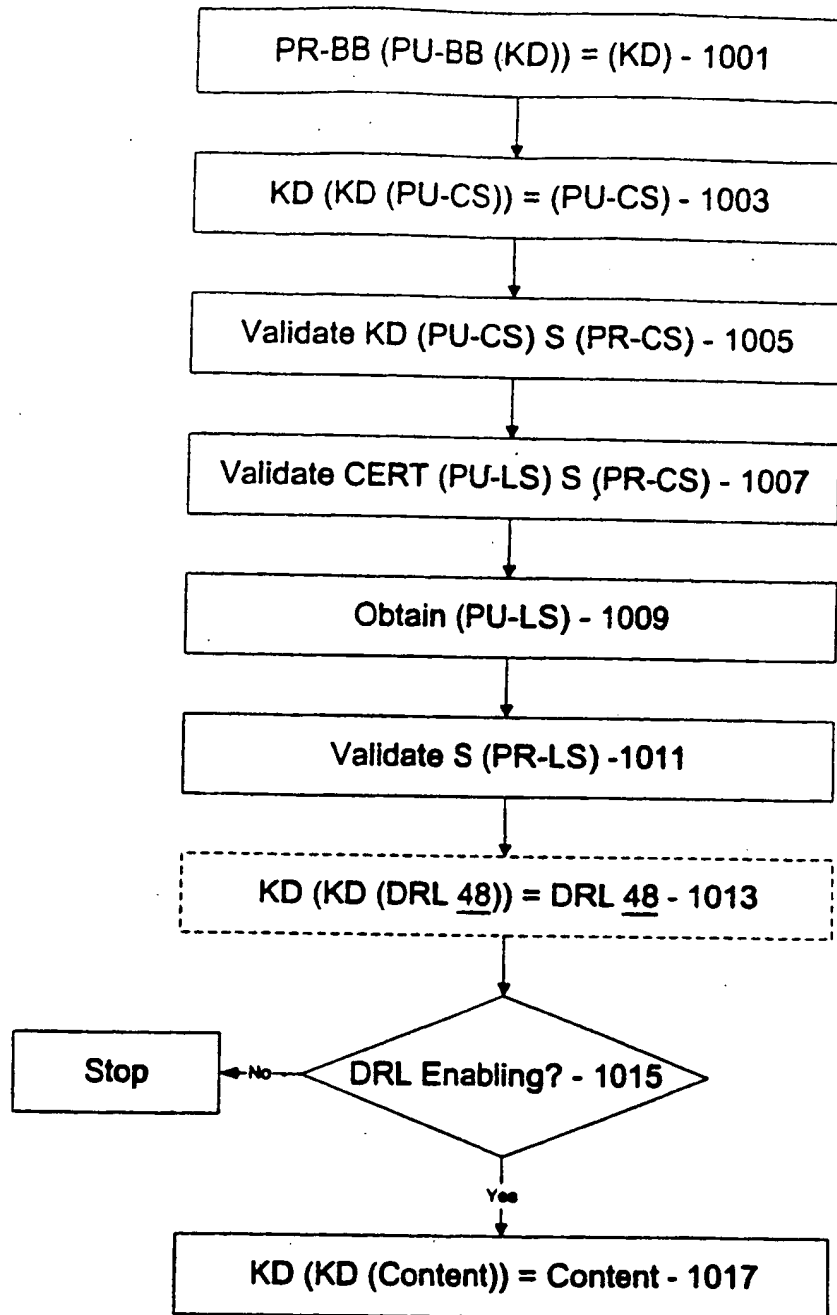 PR-BB (PU-BB (KD)) = (KD) - 1001
KD (KD (PU-CS)) = (PU-CS) - 1003
Validate KD (PU-CS) S (PR-CS) - 1005
Validate CERT (PU-LS) S (PR-CS) - 1007
Obtain (PU-LS) - 1009
Validate S (PR-LS) -1011
KD (KD (DRL 48)) = DRL 48 - 1013
DRL Enabling? - 1015
No
Stop
Yes
KD (KD (Content)) = Content - 1017